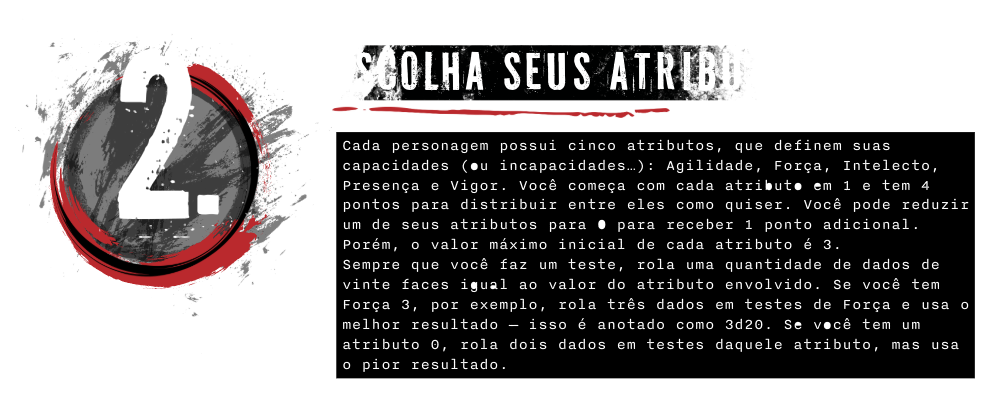 2.
ESCOLHA SEUS ATRIBU
Cada personagem possui cinco atributos, que definem suas
capacidades (ou incapacidades…): Agilidade, Força, Intelecto,
Presença e Vigor. Você começa com cada atributo em 1 e tem 4
pontos para distribuir entre eles como quiser. Você pode reduzir
um de seus atributos para 0 para receber 1 ponto adicional.
Porém, o valor máximo inicial de cada atributo é 3.
Sempre que você faz um teste, rola uma quantidade de dados de
vinte faces igual ao valor do atributo envolvido. Se você tem
Força 3, por exemplo, rola três dados em testes de Força e usa o
melhor resultado — isso é anotado como 3d20. Se você tem um
atributo 0, rola dois dados em testes daquele atributo, mas usa
o pior resultado.